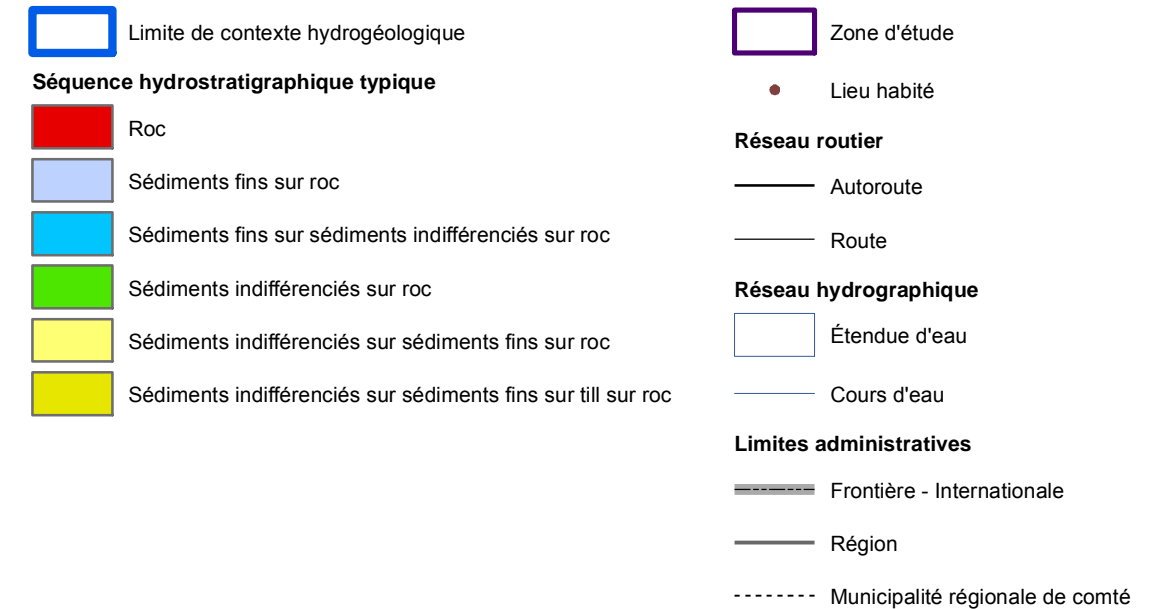 Limite de contexte hydrogéologique
Séquence hydrostratigraphique typique
Roc
Sédiments fins sur roc
Sédiments fins sur sédiments indifférenciés sur roc
Sédiments indifférenciés sur roc
Sédiments indifférenciés sur sédiments fins sur roc
Sédiments indifférenciés sur sédiments fins sur till sur roc
Zone d'étude
Lieu habité
Réseau routier
Autoroute
Route
Réseau hydrographique
Étendue d'eau
Cours d'eau
Limites administratives
Frontière - Internationale
Région
Municipalité régionale de comté